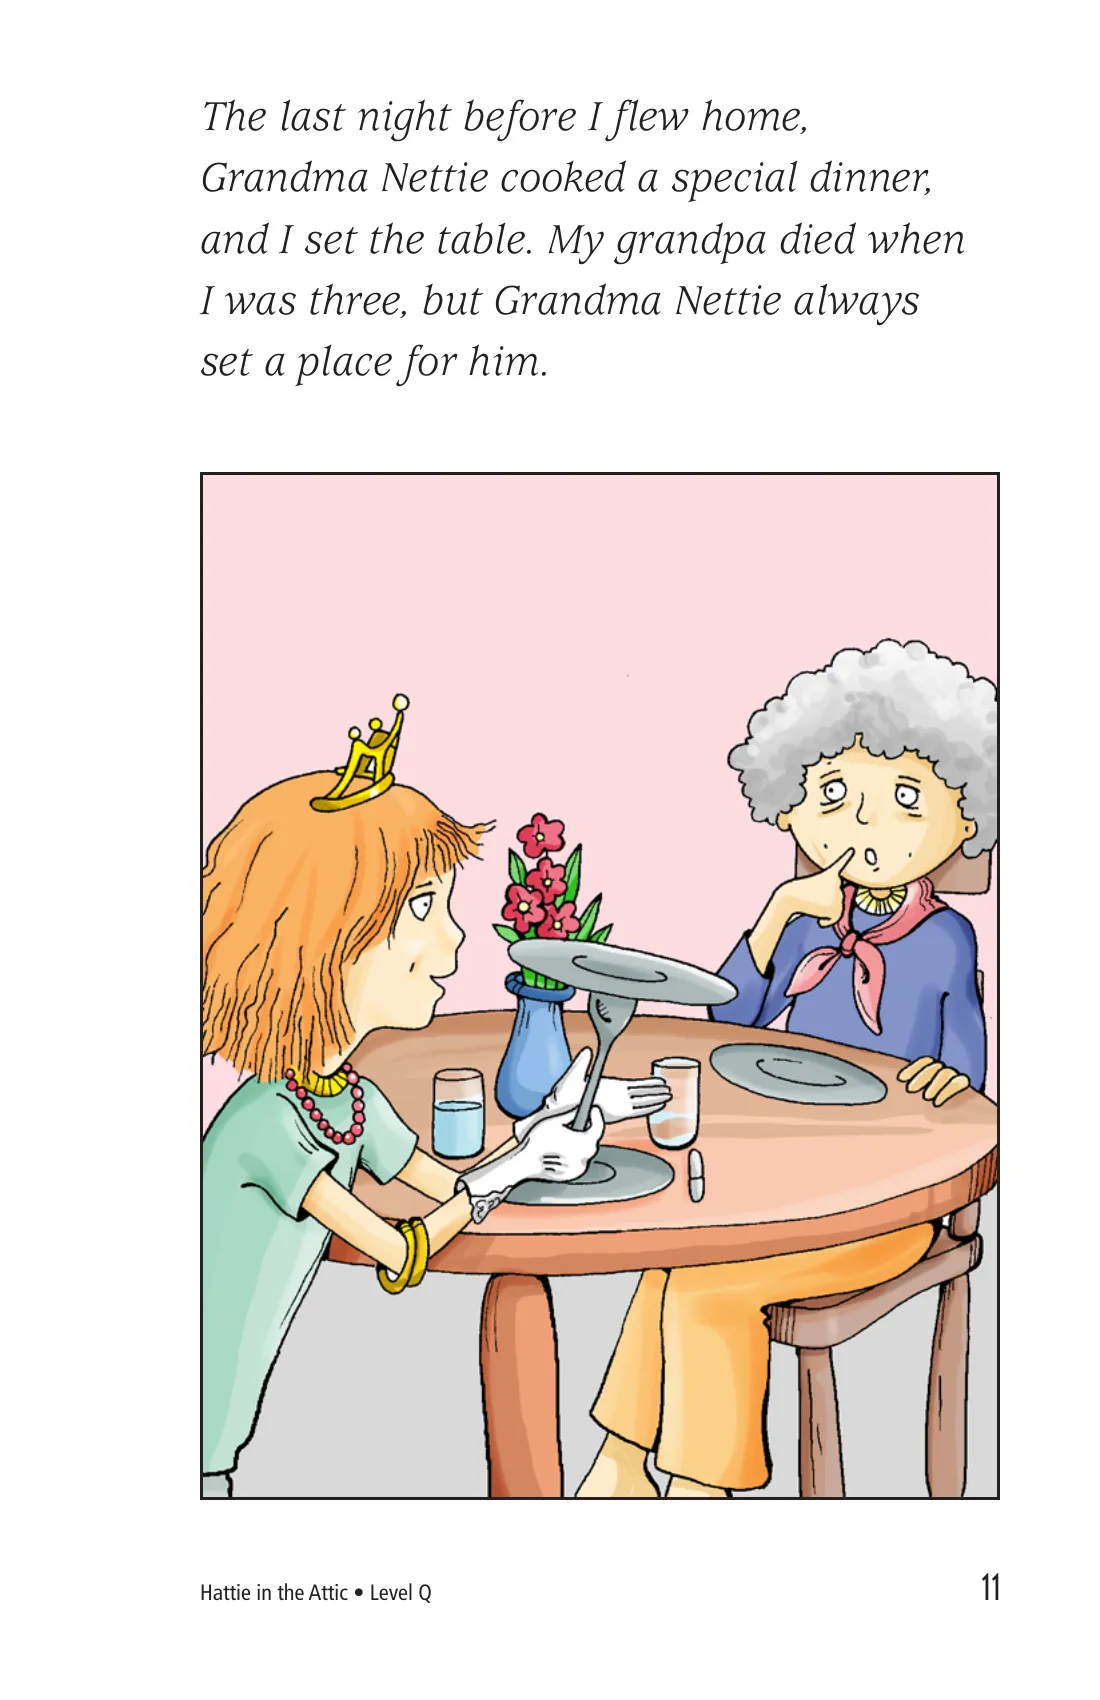 The last night before I flew home,
Grandma Nettie cooked a special dinner,
and I set the table. My grandpa died when
I was three, but Grandma Nettie always
set a place for him.
Hattie in the Attic • Level Q
11